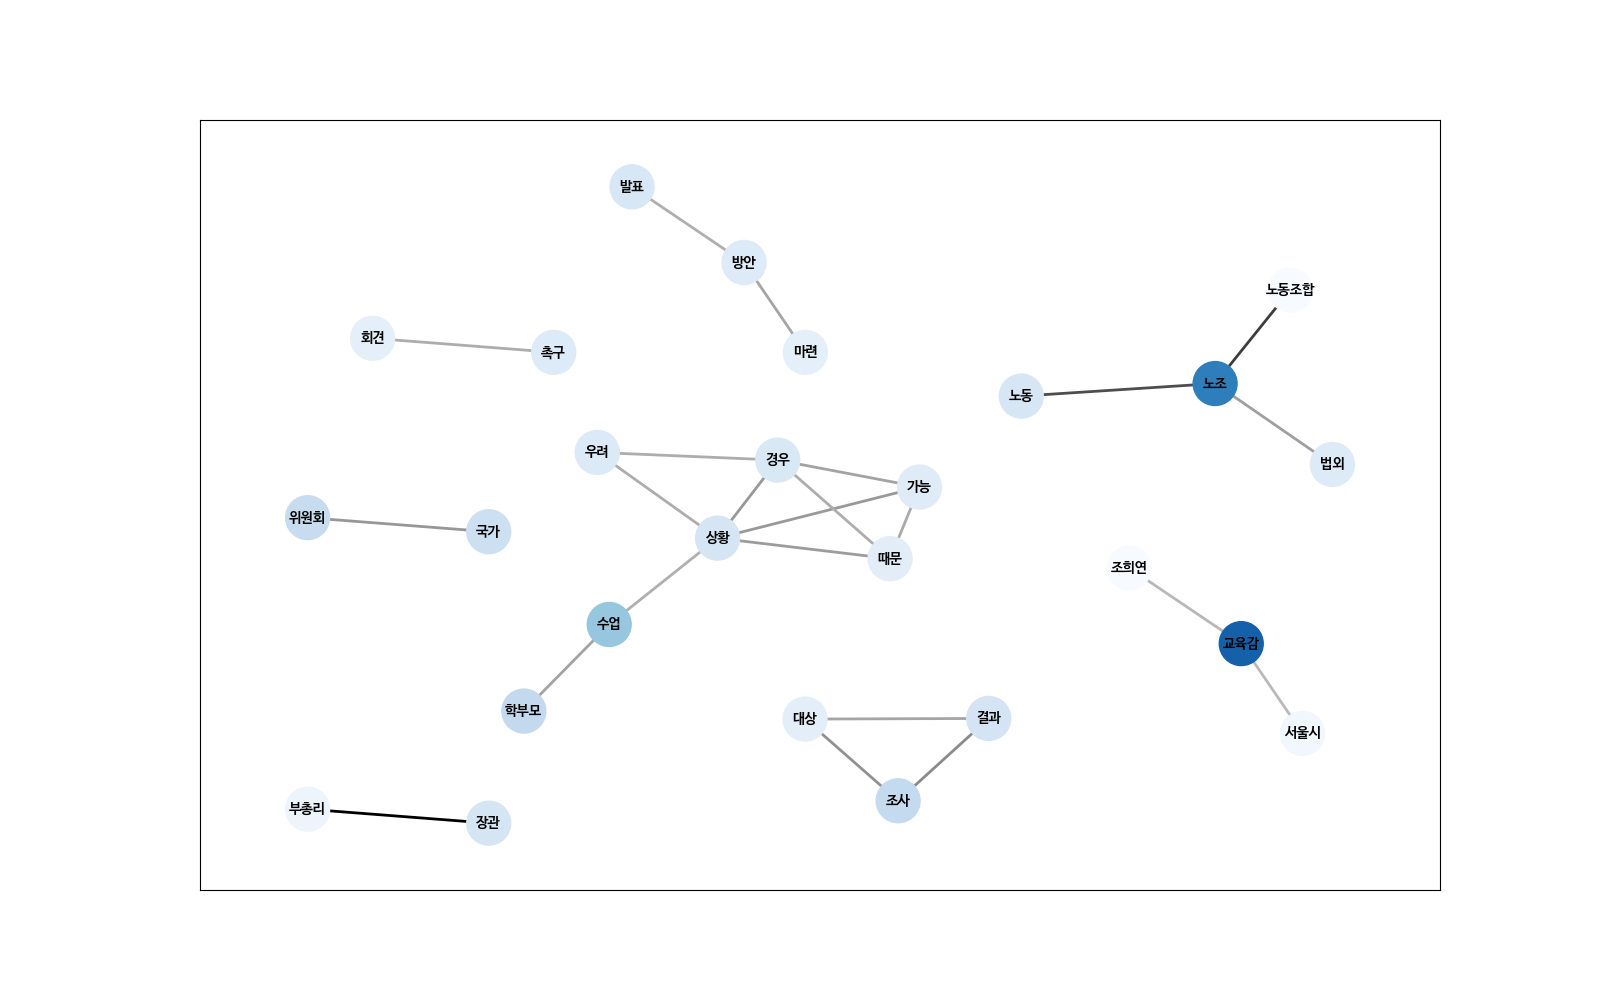 발표
방안
노동조합
회견
촉구
마련
노조
노동
우려
경우
법외
가능
위원회
국가
상황
때문
조희연
수업
교육감
학부모
대상
결과
서울시
조사
부총리
장관